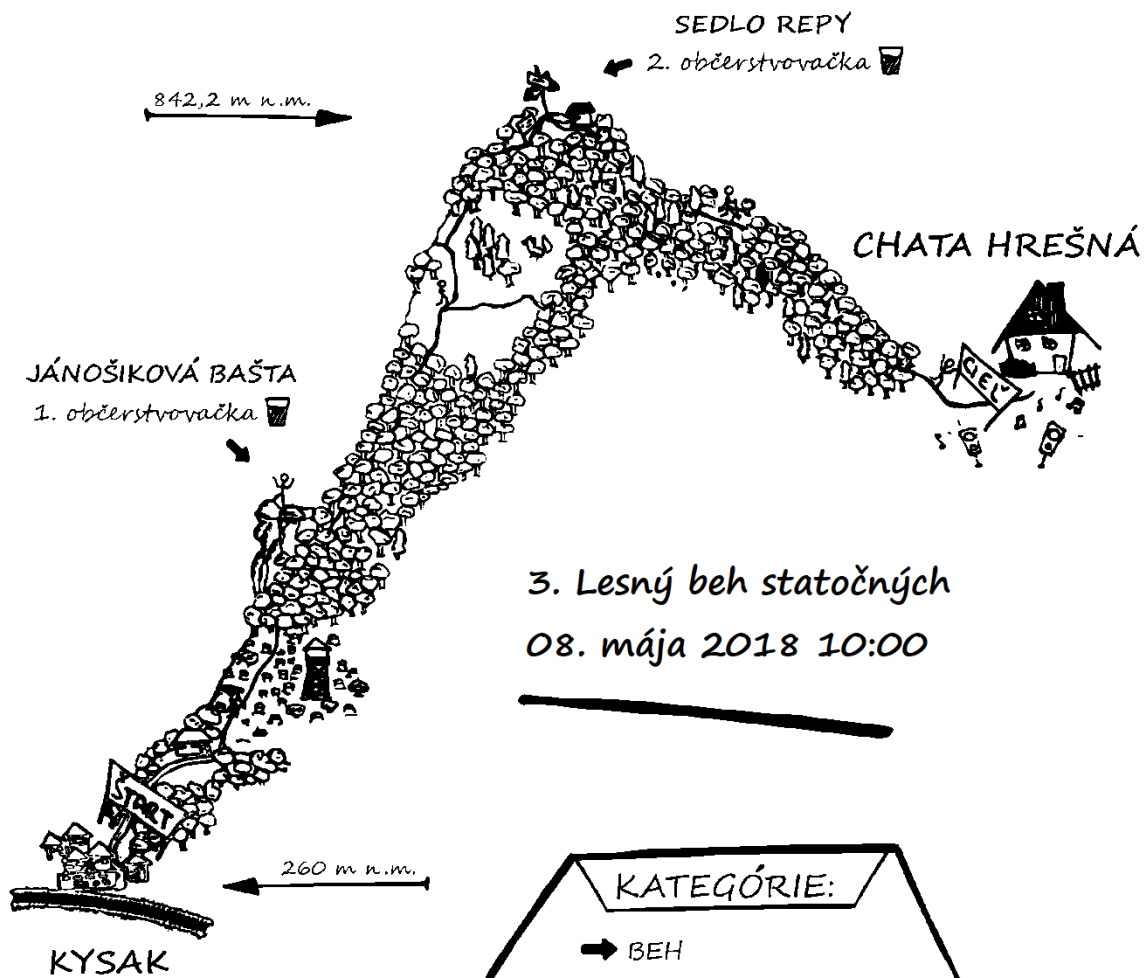 SEDLO REPY
2. občerstvovačka
842,2 m n.m.
CHATA HREŠNÁ
CIEĽ
JÁNOŠIKOVÁ BAŠTA
1. občerstvovačka
3. Lesný beh statočných
08. mája 2018 10:00
ŠTART
260 m n.m.
KYSAK
KATEGÓRIE:
BEH